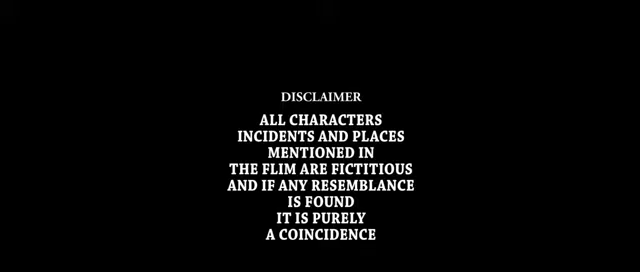 DISCLAIMER
ALL CHARACTERS
INCIDENTS AND PLACES
MENTIONED IN
THE FLIM ARE FICTITIOUS
AND IF ANY RESEMBLANCE
IS FOUND
IT IS PURELY
A COINCIDENCE